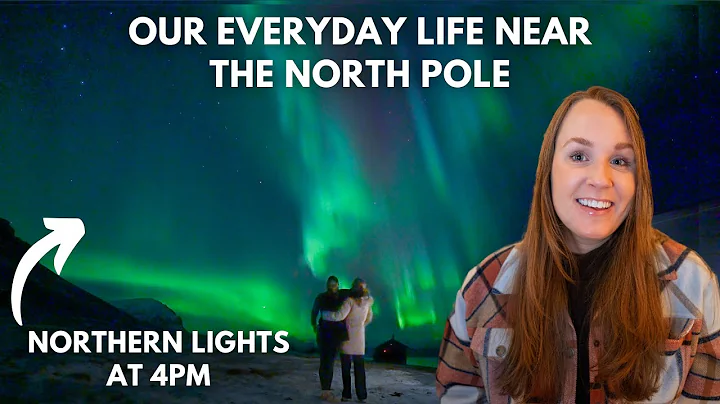 OUR EVERYDAY LIFE NEAR
THE NORTH POLE
NORTHERN LIGHTS
AT 4PM